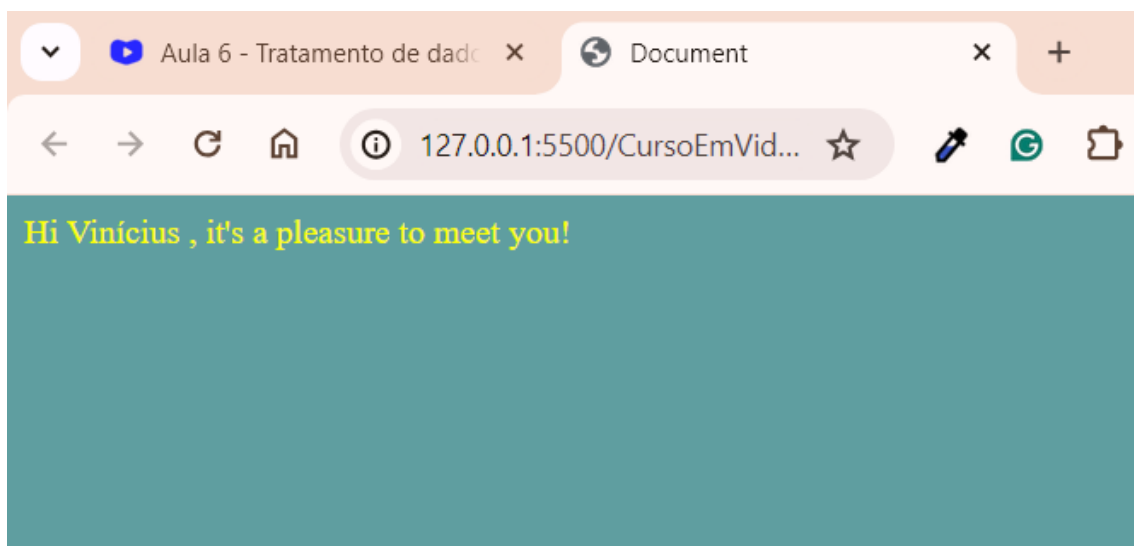 Aula 6 - Tratamento de dado
Document
127.0.0.1:5500/CursoEmVid...
Hi Vinícius , it's a pleasure to meet you!